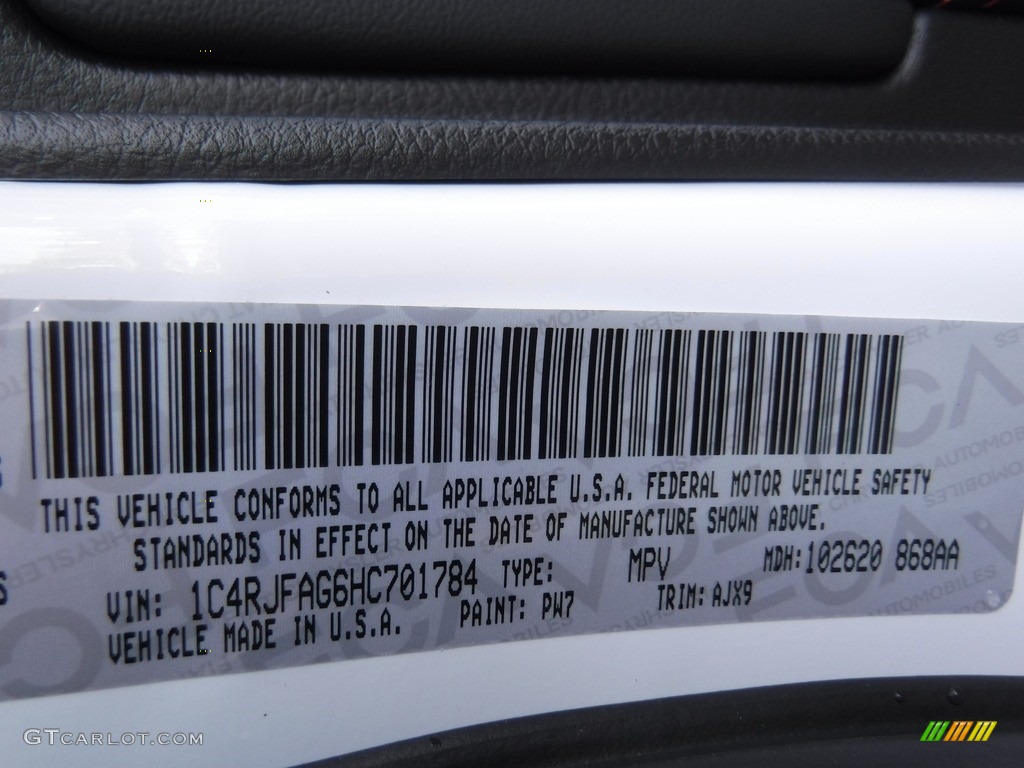 THIS VEHICLE CONFORMS TO ALL APPLICABLE U.S.A. FEDERAL MOTOR VEHICLE SAFETY
STANDARDS IN EFFECT ON THE DATE OF MANUFACTURE SHOWN ABOVE.
VIN: 1C4RJFAG6HC701784 TYPE: MPV MDH:102620 868AA
VEHICLE MADE IN U.S.A. PAINT: PW7 TRIM: AJX9
GTCARLOT.COM